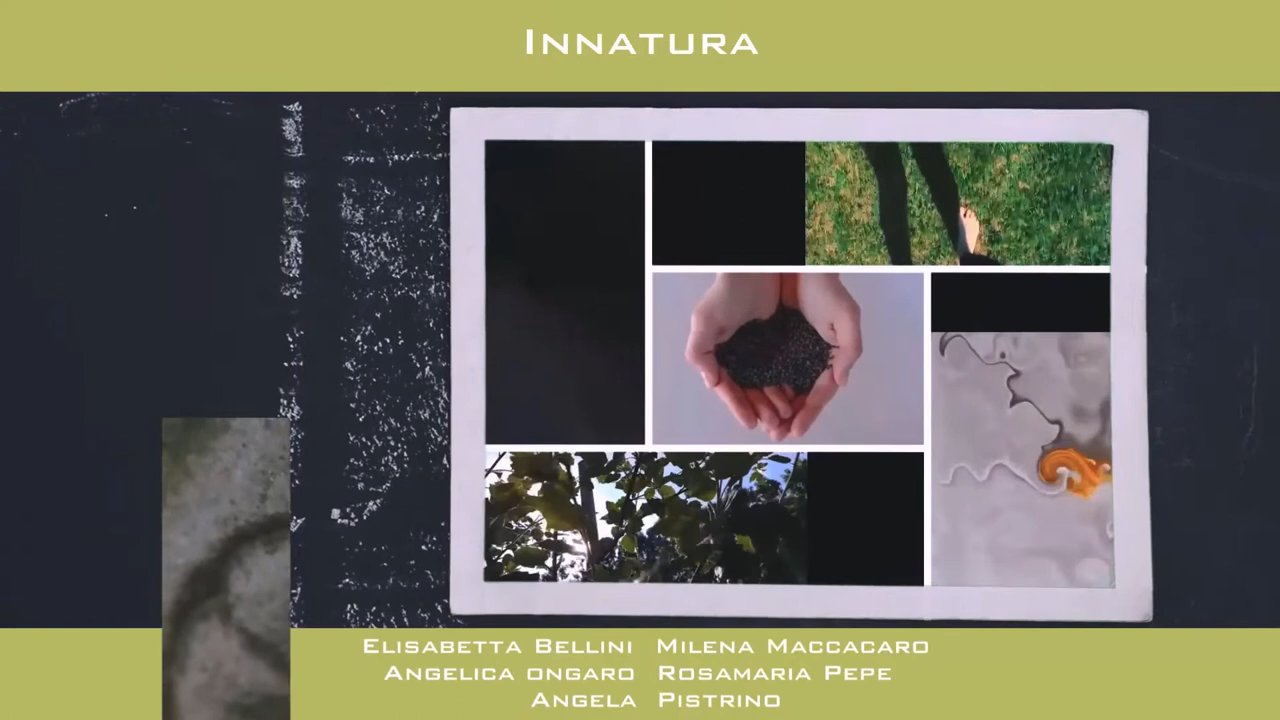 Innatura
Elisabetta Bellini Milena Maccacaro
Angelica ongaro Rosamaria Pepe
Angela Pistrino